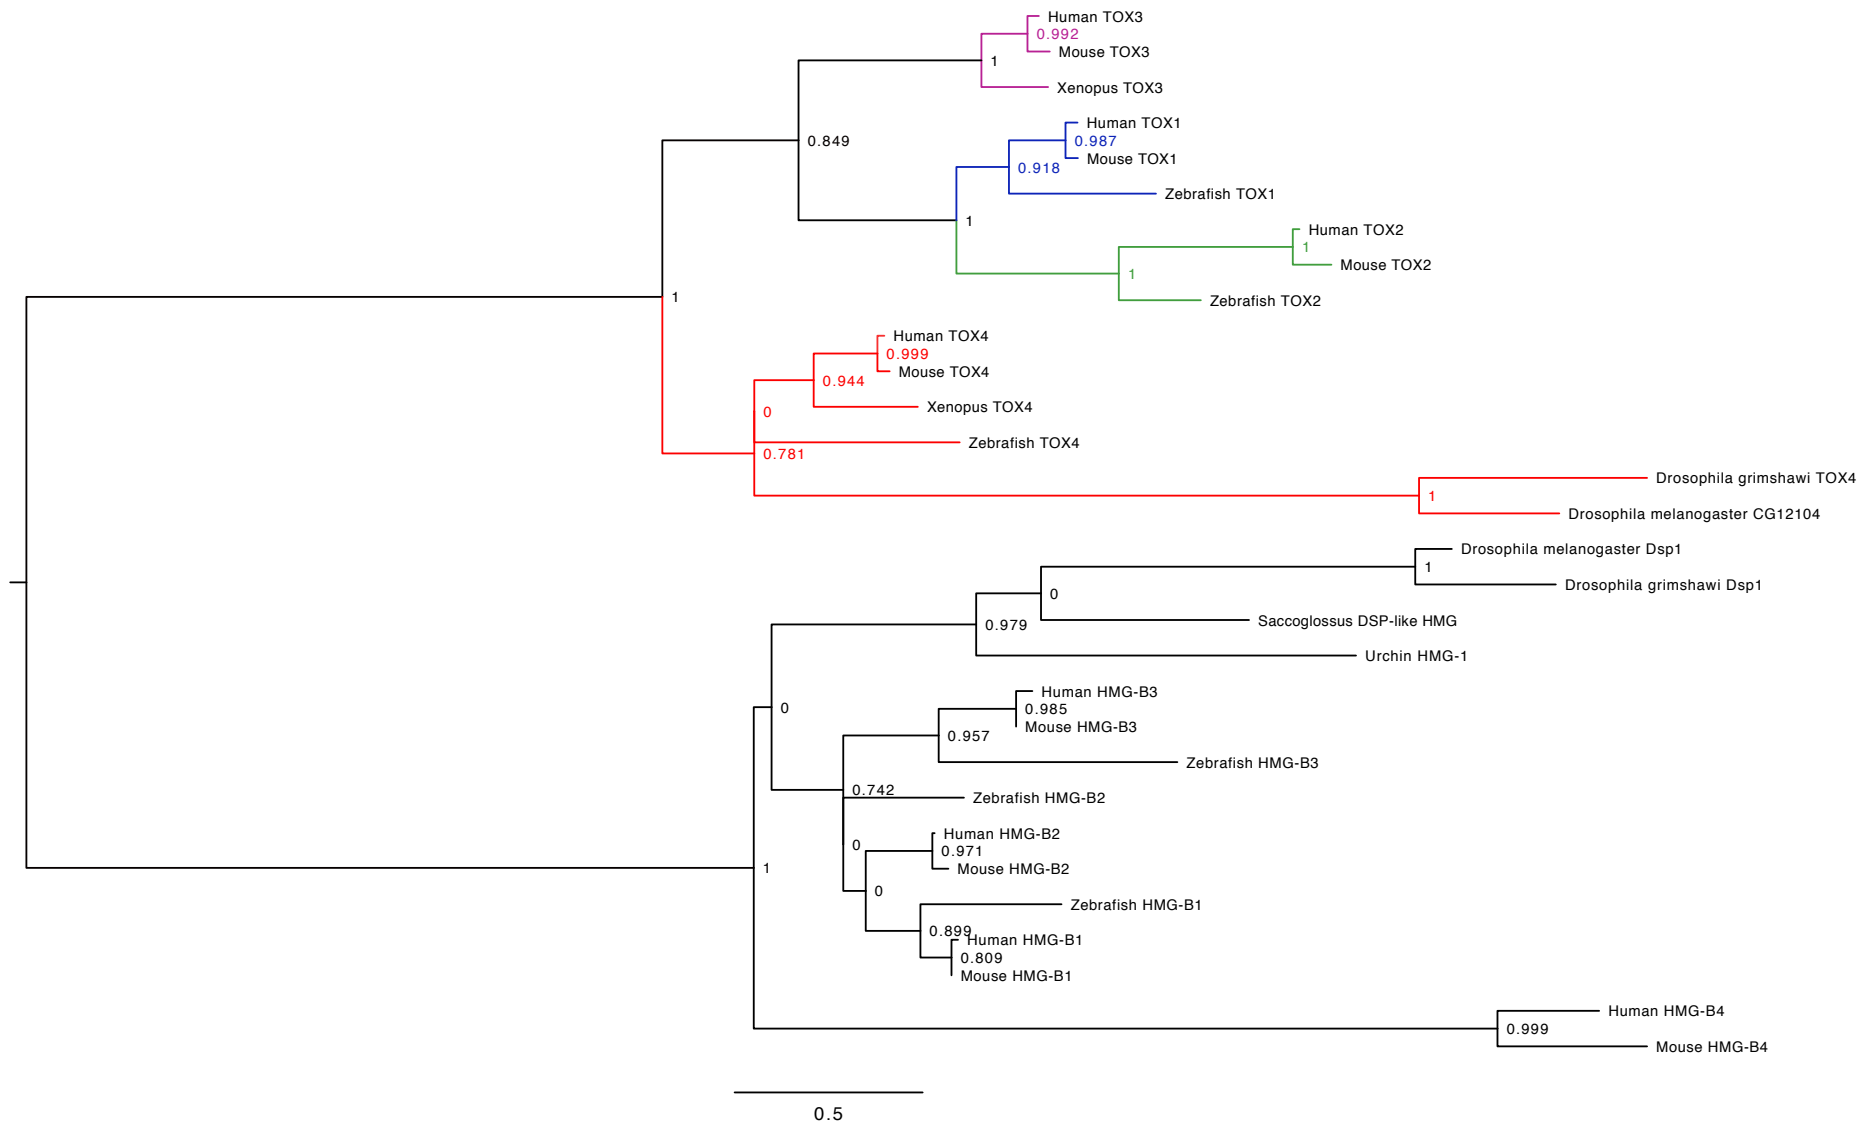 Human TOX3
0.992
Mouse TOX3
1
Xenopus TOX3
Human TOX1
0.849
0.987
Mouse TOX1
0.918
Zebrafish TOX1
1
Human TOX2
1
Mouse TOX2
1
1
Zebrafish TOX2
Human TOX4
0.999
Mouse TOX4
0.944
Xenopus TOX4
0
Zebrafish TOX4
0.781
Drosophila grimshawi TOX4
1
Drosophila melanogaster CG12104
Drosophila melanogaster Dsp1
1
Drosophila grimshawi Dsp1
0
Saccoglossus DSP-like HMG
0.979
Urchin HMG-1
Human HMG-B3
0
0.985
Mouse HMG-B3
0.957
Zebrafish HMG-B3
0.742
Zebrafish HMG-B2
Human HMG-B2
0
0.971
Mouse HMG-B2
1
0
Zebrafish HMG-B1
0.899
Human HMG-B1
0.809
Mouse HMG-B1
Human HMG-B4
0.999
Mouse HMG-B4
0.5